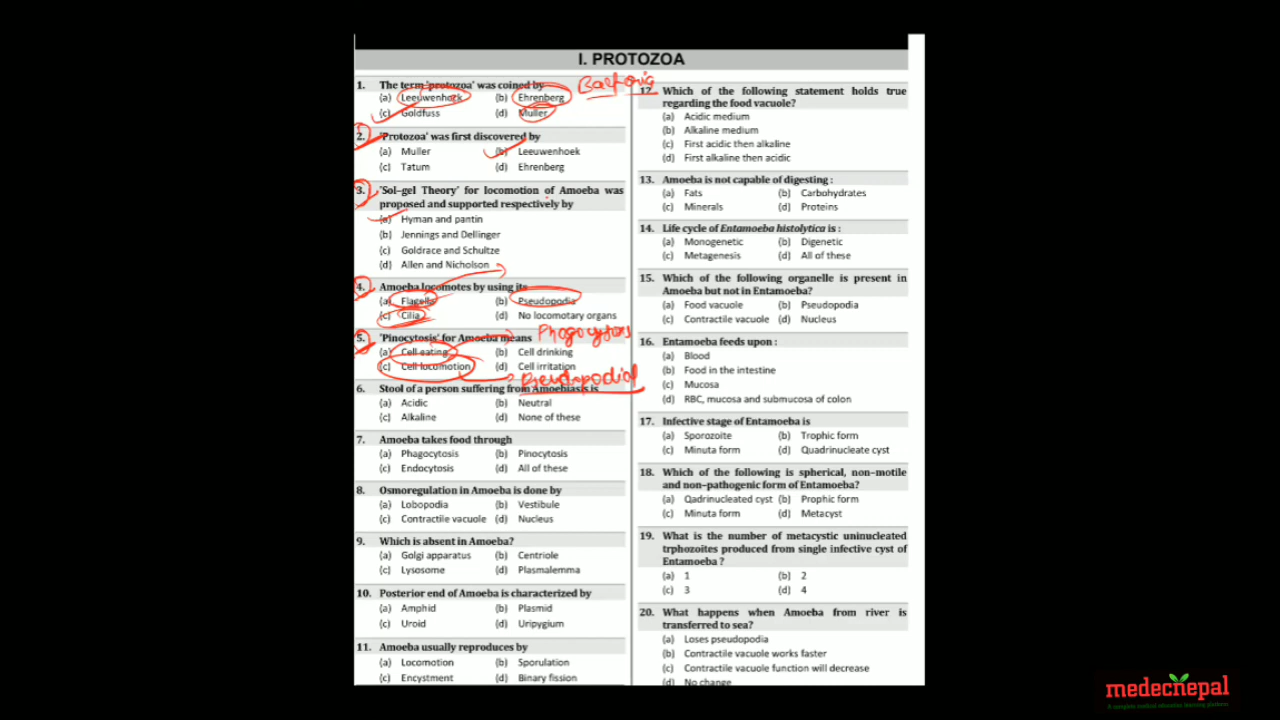 I. PROTOZOA
1. The term 'protozoa' was coined by
(a) Leeuwenhoek (b) Ehrenberg
(c) Goldfuss (d) Muller
2. 'Protozoa' was first discovered by
(a) Muller (b) Leeuwenhoek
(c) Tatum (d) Ehrenberg
3. 'Sol–gel Theory' for locomotion of Amoeba was
proposed and supported respectively by
(a) Hyman and pantin
(b) Jennings and Dellinger
(c) Goldrace and Schultze
(d) Allen and Nicholson
4. Amoeba locomotes by using its
(a) Flagella (b) Pseudopodia
(c) Cilia (d) No locomotary organs
5. 'Pinocytosis' for Amoeba means
Phagocytosis
(a) Cell eating (b) Cell drinking
(c) Cell locomotion (d) Cell irritation
Pseudopodial
6. Stool of a person suffering from Amoebiasis is
(a) Acidic (b) Neutral
(c) Alkaline (d) None of these
7. Amoeba takes food through
(a) Phagocytosis (b) Pinocytosis
(c) Endocytosis (d) All of these
8. Osmoregulation in Amoeba is done by
(a) Lobopodia (b) Vestibule
(c) Contractile vacuole (d) Nucleus
9. Which is absent in Amoeba?
(a) Golgi apparatus (b) Centriole
(c) Lysosome (d) Plasmalemma
10. Posterior end of Amoeba is characterized by
(a) Amphid (b) Plasmid
(c) Uroid (d) Uripygium
11. Amoeba usually reproduces by
(a) Locomotion (b) Sporulation
(c) Encystment (d) Binary fission
Bacteria
12. Which of the following statement holds true
regarding the food vacuole?
(a) Acidic medium
(b) Alkaline medium
(c) First acidic then alkaline
(d) First alkaline then acidic
13. Amoeba is not capable of digesting :
(a) Fats (b) Carbohydrates
(c) Minerals (d) Proteins
14. Life cycle of Entamoeba histolytica is :
(a) Monogenetic (b) Digenetic
(c) Metagenesis (d) All of these
15. Which of the following organelle is present in
Amoeba but not in Entamoeba?
(a) Food vacuole (b) Pseudopodia
(c) Contractile vacuole (d) Nucleus
16. Entamoeba feeds upon :
(a) Blood
(b) Food in the intestine
(c) Mucosa
(d) RBC, mucosa and submucosa of colon
17. Infective stage of Entamoeba is
(a) Sporozoite (b) Trophic form
(c) Minuta form (d) Quadrinucleate cyst
18. Which of the following is spherical, non–motile
and non–pathogenic form of Entamoeba?
(a) Qadrinucleated cyst (b) Prophic form
(c) Minuta form (d) Metacyst
19. What is the number of metacystic uninucleated
trphozoites produced from single infective cyst of
Entamoeba ?
(a) 1 (b) 2
(c) 3 (d) 4
20. What happens when Amoeba from river is
transferred to sea?
(a) Loses pseudopodia
(b) Contractile vacuole works faster
(c) Contractile vacuole function will decrease
(d) No change
medecnepal
A complete medical education learning platform